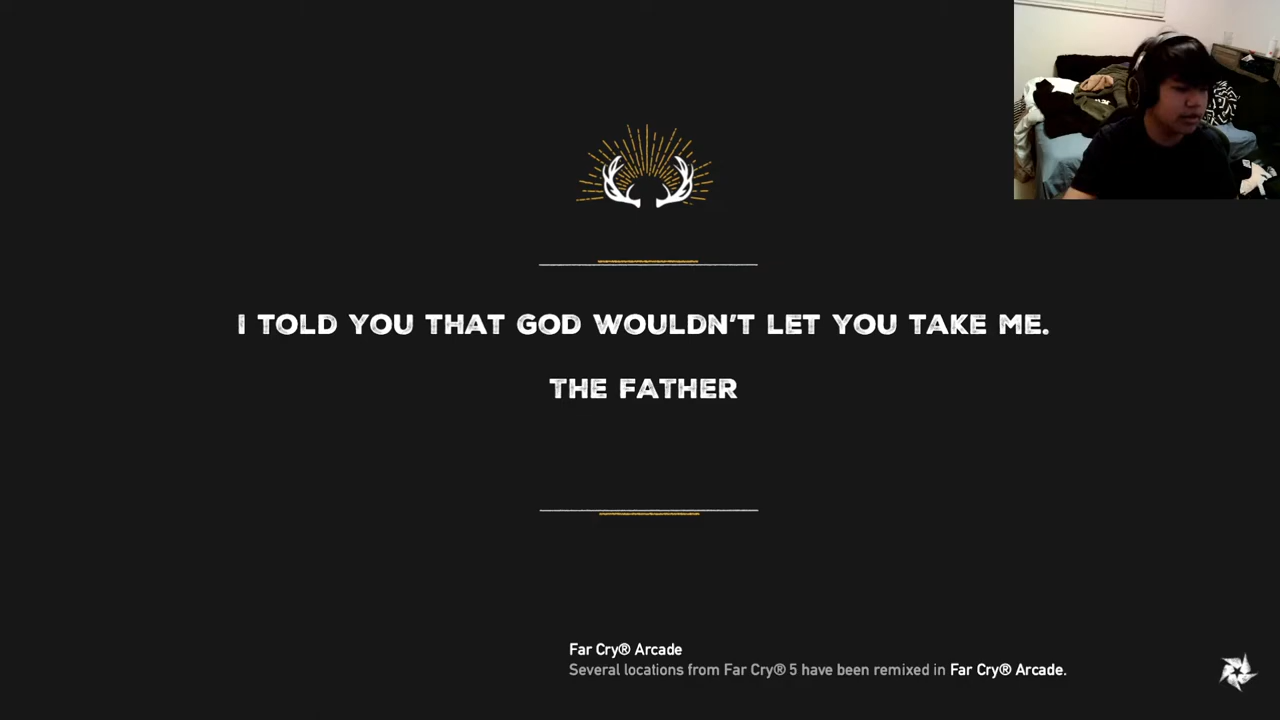 I TOLD YOU THAT GOD WOULDN'T LET YOU TAKE ME.
THE FATHER
Far Cry® Arcade
Several locations from Far Cry® 5 have been remixed in Far Cry® Arcade.